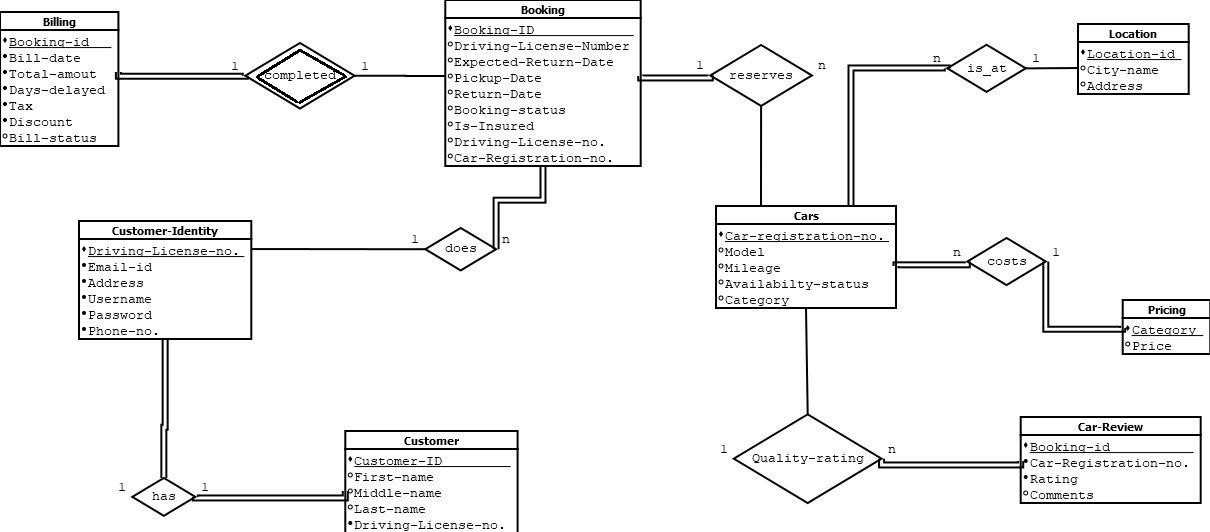 Billing
Booking-id
Bill-date
Total-amout
Days-delayed
Tax
Discount
Bill-status
1
completed
1
Booking
Booking-ID
Driving-License-Number
Expected-Return-Date
Pickup-Date
Return-Date
Booking-status
Is-Insured
Driving-License-no.
Car-Registration-no.
1
reserves
n
n
is_at
1
Location
Location-id
City-name
Address
Customer-Identity
Driving-License-no.
Email-id
Address
Username
Password
Phone-no.
1
does
n
Cars
Car-registration-no.
Model
Mileage
Availabilty-status
Category
n
costs
1
Pricing
Category
Price
1
has
1
Customer
Customer-ID
First-name
Middle-name
Last-name
Driving-License-no.
1
Quality-rating
n
Car-Review
Booking-id
Car-Registration-no.
Rating
Comments